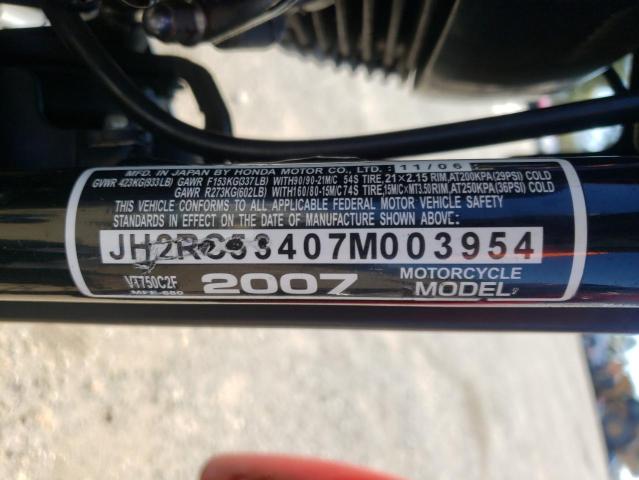 MFD. IN JAPAN BY HONDA MOTOR CO., LTD.: 11/06
GVWR 423KG(933LB) GAWR F153KG(337LB)WITH90/90-21M/C 54S TIRE, 21×2.15 RIM,AT200KPA(29PSI) COLD
GAWR R273KG(602LB)WITH160/80-15M/C74S TIRE,15M/C×MT3.50RIM,AT250KPA(36PSI) COLD
THIS VEHICLE CONFORMS TO ALL APPLICABLE FEDERAL MOTOR VEHICLE SAFETY
STANDARDS IN EFFECT ON THE DATE OF MANUFACTURE SHOWN ABOVE.
JH2RC53407M003954
VT750C2F 2007 MOTORCYCLE
MODEL